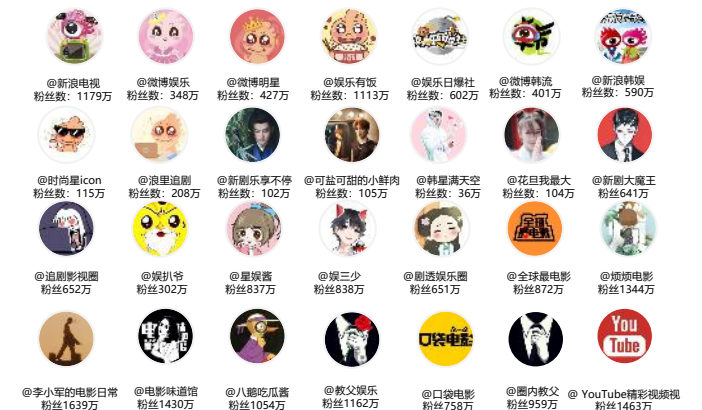 @新浪电视
粉丝数：1179万
@微博娱乐
粉丝数：348万
@微博明星
粉丝数：427万
@娱乐有饭
粉丝数：1113万
@娱乐日爆社
粉丝数：602万
@微博韩流
粉丝数：401万
@新浪韩娱
粉丝数：590万
@时尚星icon
粉丝数：115万
@浪里追剧
粉丝数：208万
@新剧乐享不停
粉丝数：102万
@可盐可甜的小鲜肉
粉丝数：105万
@韩星满天空
粉丝数：36万
@花旦我最大
粉丝数：104万
@新剧大魔王
粉丝数：641万
全球
最电影
@追剧影视圈
粉丝652万
@娱扒爷
粉丝302万
@星娱酱
粉丝837万
@娱三少
粉丝838万
@剧透娱乐圈
粉丝651万
@全球最电影
粉丝872万
@烦烦电影
粉丝1344万
口袋电影
You
Tube
@李小军的电影日常
粉丝1639万
@电影味道馆
粉丝1430万
@八鹅吃瓜酱
粉丝1054万
@教父娱乐
粉丝1162万
@口袋电影
粉丝758万
@圈内教父
粉丝959万
@ YouTube精彩视频
粉丝1463万